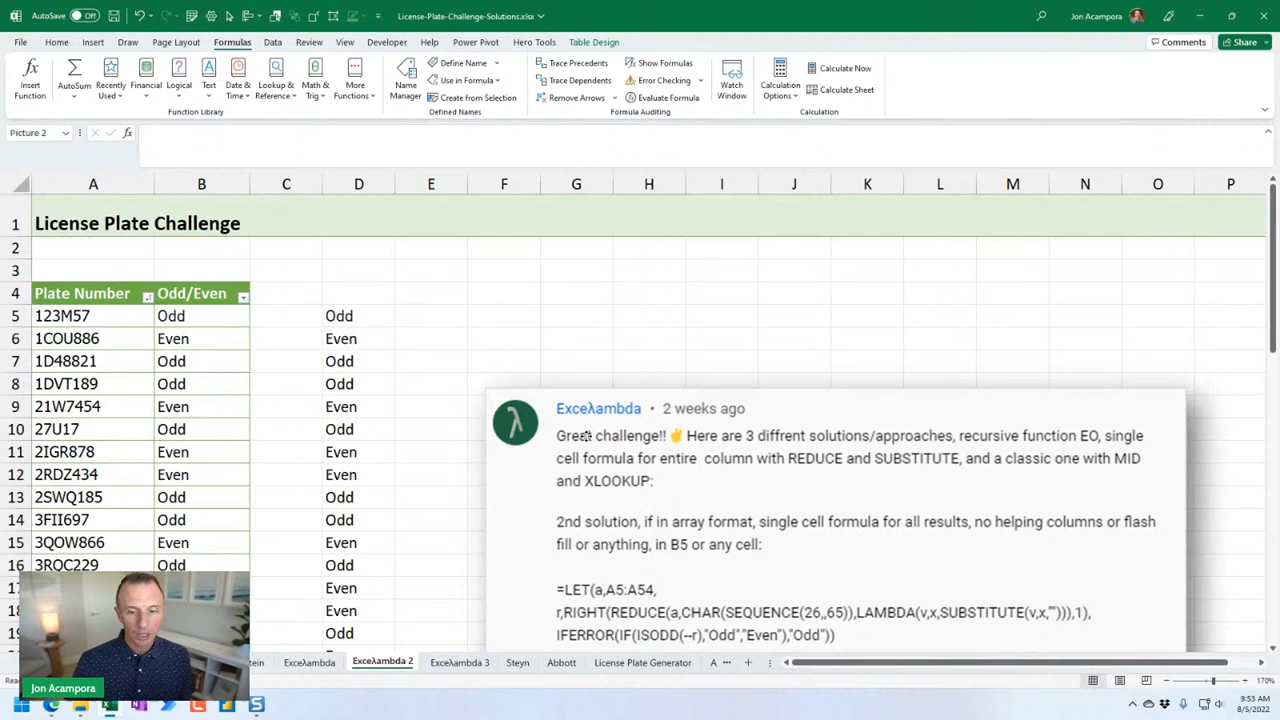 AutoSave Off License-Plate-Challenge-Solutions.xlsx Jon Acampora
File Home Insert Draw Page Layout Formulas Data Review View Developer Help Power Pivot Hero Tools Table Design Comments Share
Insert Function
AutoSum
Recently Used
Financial
Logical
Text
Date & Time
Lookup & Reference
Math & Trig
More Functions
Function Library
Name Manager
Define Name
Use in Formula
Create from Selection
Defined Names
Trace Precedents
Trace Dependents
Remove Arrows
Show Formulas
Error Checking
Evaluate Formula
Formula Auditing
Watch Window
Calculation Options
Calculate Now
Calculate Sheet
Calculation
Picture 2 fx
A B C D E F G H I J K L M N O P
1 License Plate Challenge
2
3
4 Plate Number Odd/Even
5 123M57 Odd Odd
6 1COU886 Even Even
7 1D48821 Odd Odd
8 1DVT189 Odd Odd
9 21W7454 Even Even
10 27U17 Odd Odd
11 2IGR878 Even Even
12 2RDZ434 Even Even
13 2SWQ185 Odd Odd
14 3FII697 Odd Odd
15 3QOW866 Even Even
16 3RQC229 Odd Odd
17 Even
18 Even
19 Odd
Exceλambda • 2 weeks ago
Great challenge!! ✌ Here are 3 diffrent solutions/approaches, recursive function EO, single
cell formula for entire column with REDUCE and SUBSTITUTE, and a classic one with MID
and XLOOKUP:
2nd solution, if in array format, single cell formula for all results, no helping columns or flash
fill or anything, in B5 or any cell:
=LET(a,A5:A54,
r,RIGHT(REDUCE(a,CHAR(SEQUENCE(26,,65)),LAMBDA(v,x,SUBSTITUTE(v,x,""))),1),
IFERROR(IF(ISODD(--r),"Odd","Even"),"Odd"))
Exceλambda Exceλambda 2 Exceλambda 3 Steyn Abbott License Plate Generator A
170%
Jon Acampora
9:53 AM
8/5/2022